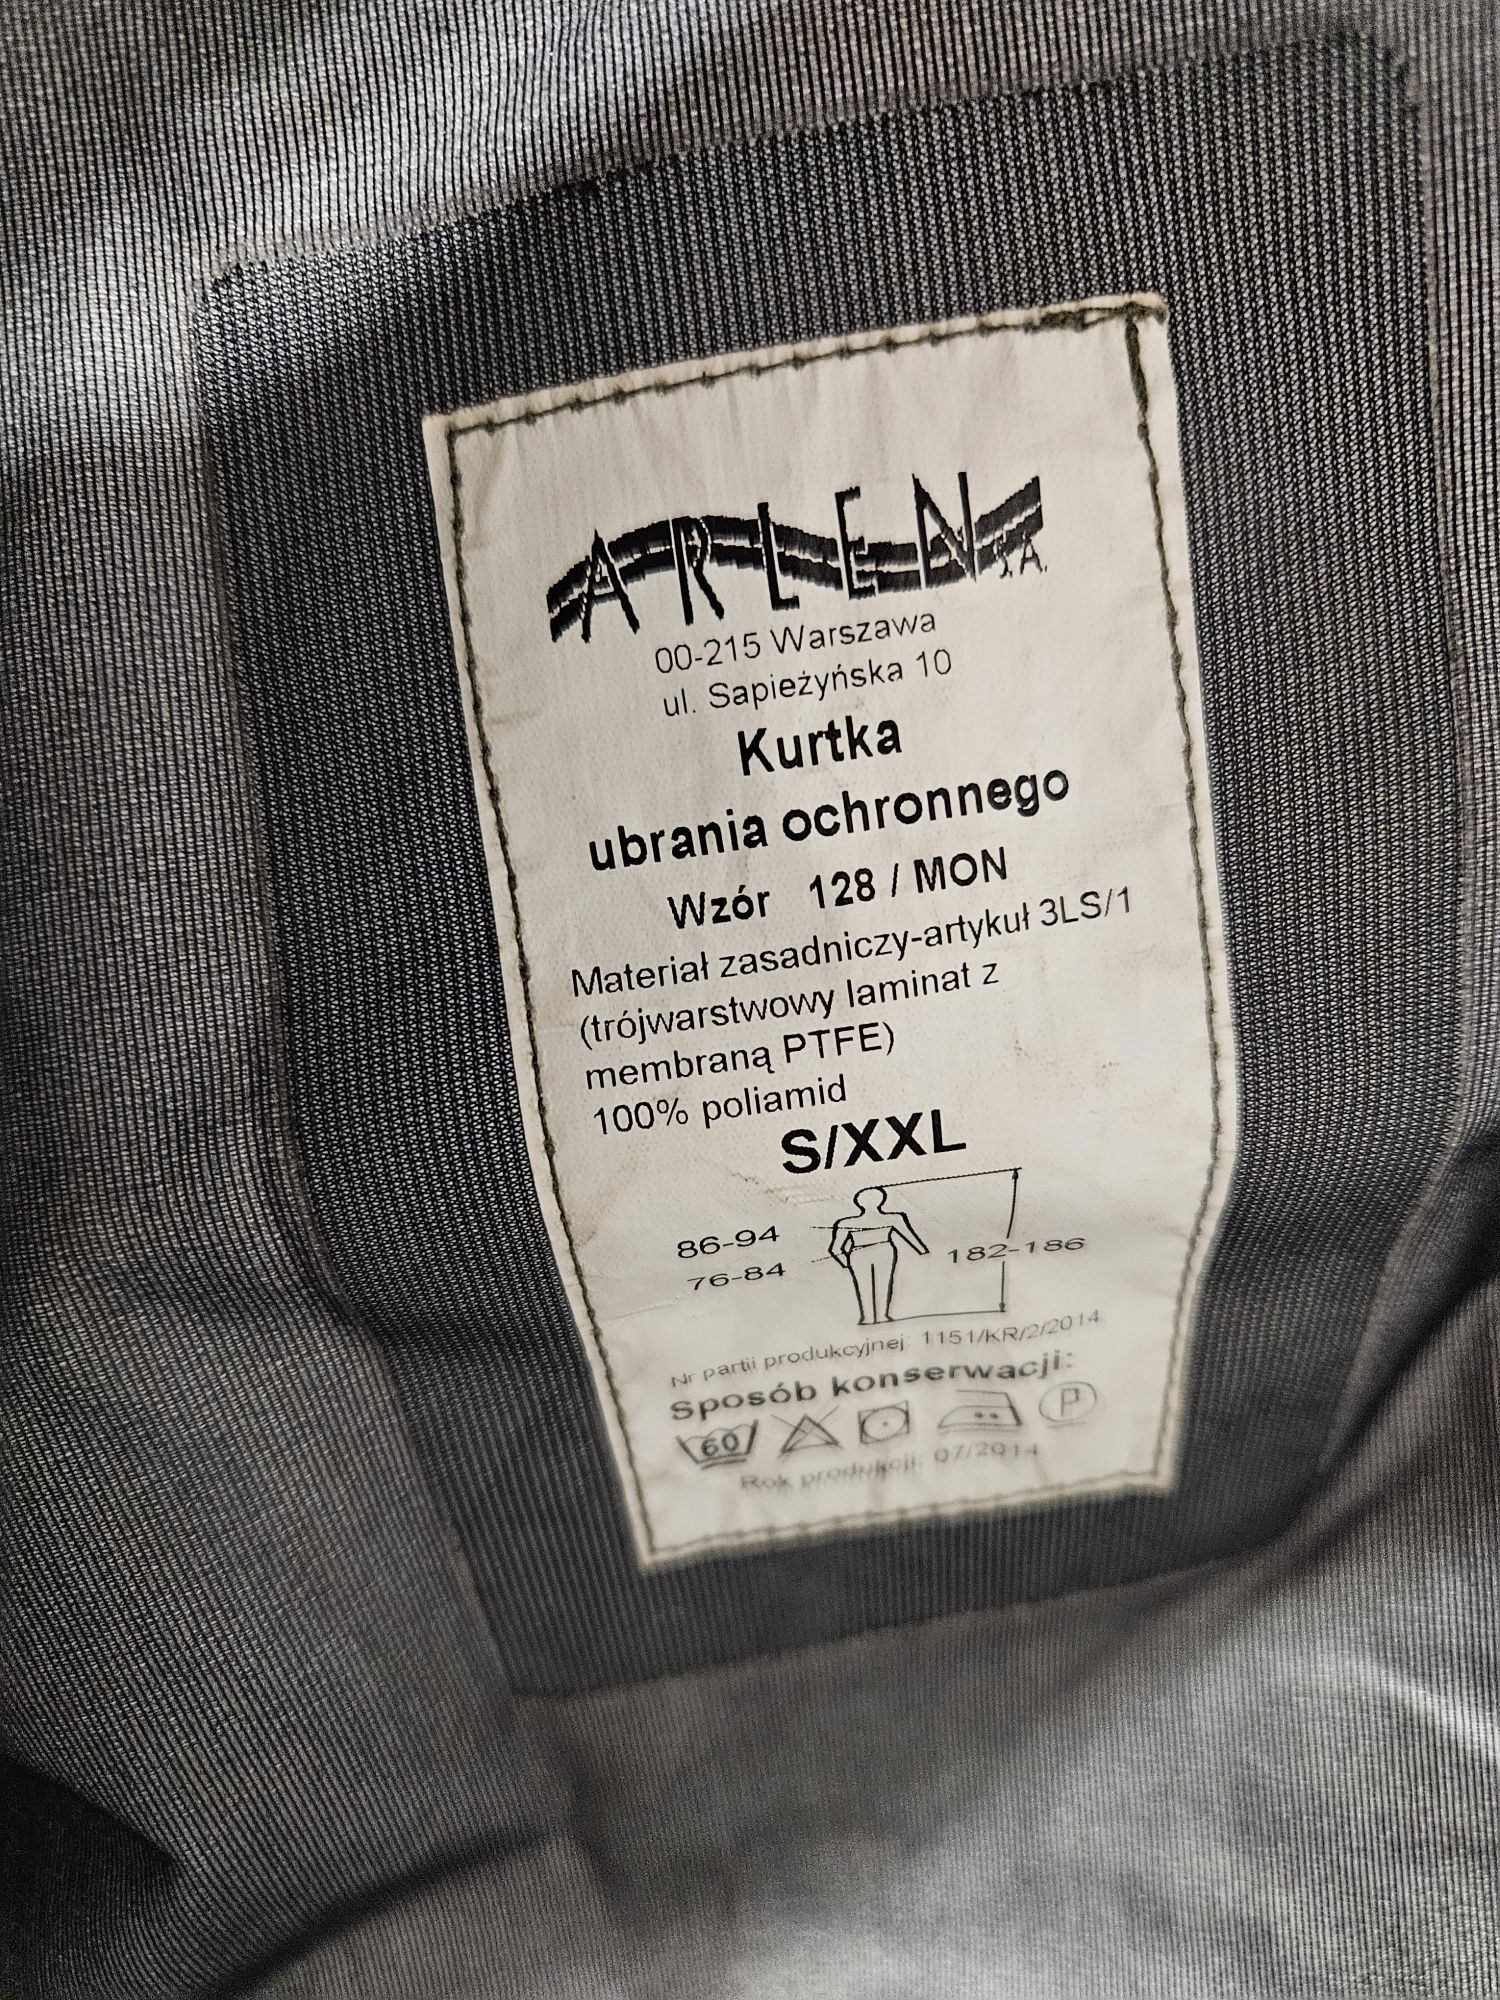 ARLEN S.A.
00-215 Warszawa
ul. Sapieżyńska 10
Kurtka
ubrania ochronnego
Wzór 128 / MON
Materiał zasadniczy-artykuł 3LS/1
(trójwarstwowy laminat z
membraną PTFE)
100% poliamid
S/XXL
86-94
76-84
182-186
Nr partii produkcyjnej: 1151/KR/2/2014
Sposób konserwacji:
60 P
Rok produkcji: 07/2014